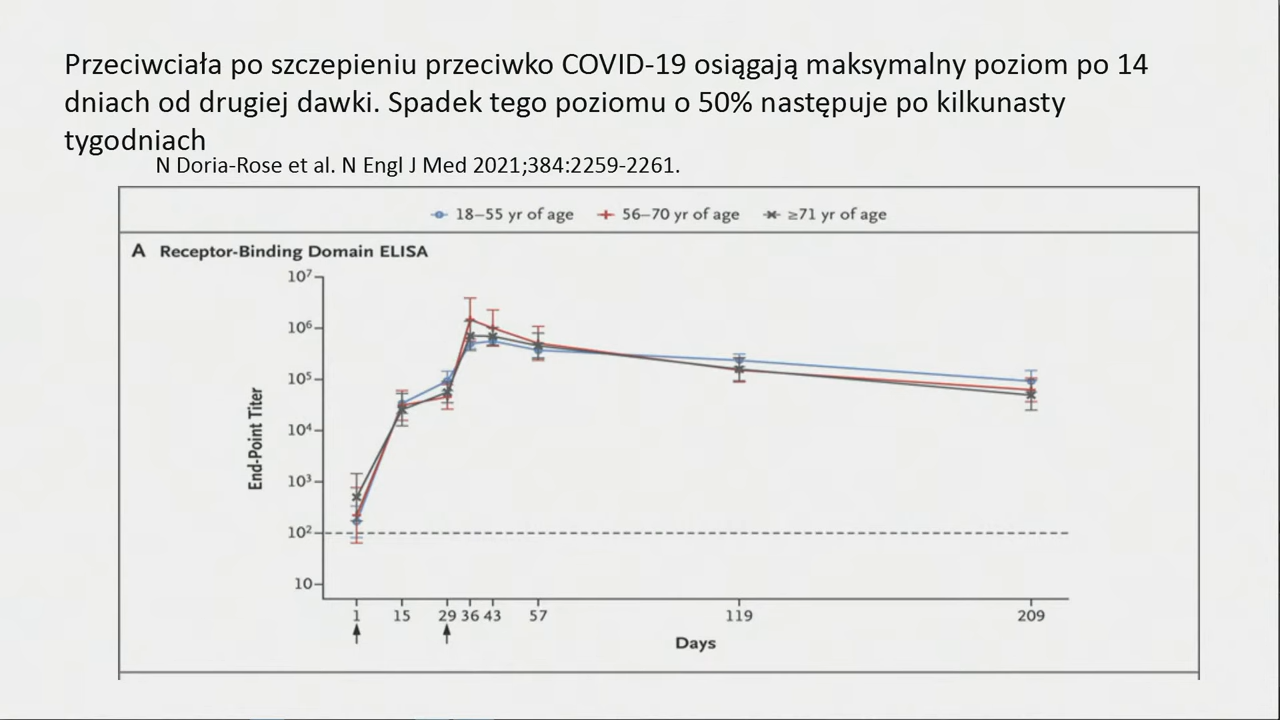 Przeciwciała po szczepieniu przeciwko COVID-19 osiągają maksymalny poziom po 14
dniach od drugiej dawki. Spadek tego poziomu o 50% następuje po kilkunasty
tygodniach
N Doria-Rose et al. N Engl J Med 2021;384:2259-2261.
18–55 yr of age 56–70 yr of age ≥71 yr of age
A Receptor-Binding Domain ELISA
End-Point Titer
10⁷
10⁶
10⁵
10⁴
10³
10²
10
1 15 29 36 43 57 119 209
Days